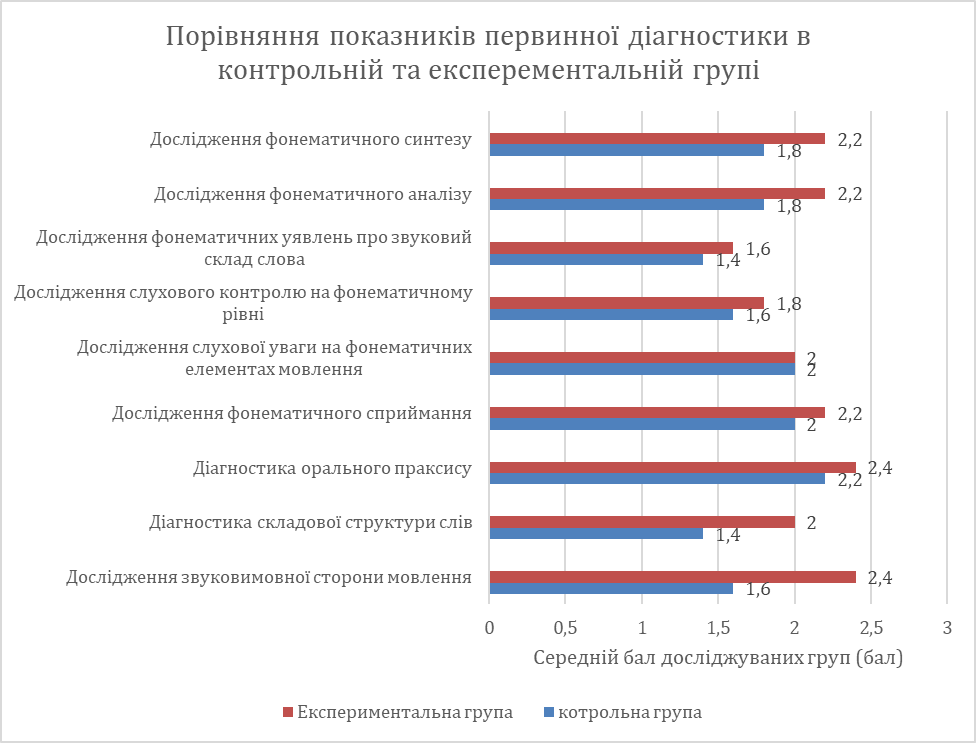 Порівняння показників первинної діагностики в
контрольній та експерементальній групі
Дослідження фонематичного синтезу
2,2
1,8
Дослідження фонематичного аналізу
2,2
1,8
Дослідження фонематичних уявлень про звуковий
склад слова
1,6
1,4
Дослідження слухового контролю на фонематичному
рівні
1,8
1,6
Дослідження слухової уваги на фонематичних
елементах мовлення
2
2
Дослідження фонематичного сприймання
2,2
2
Діагностика орального праксису
2,4
2,2
Діагностика складової структури слів
2
1,4
Дослідження звуковимовної сторони мовлення
2,4
1,6
0 0,5 1 1,5 2 2,5 3
Середній бал досліджуваних груп (бал)
Експериментальна група котрольна група